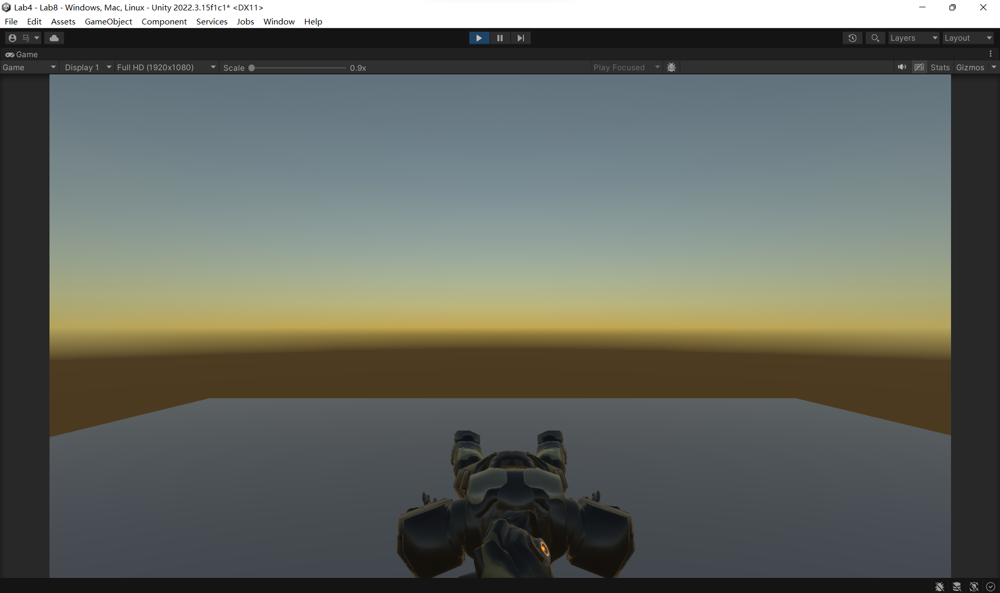 Lab4 - Lab8 - Windows, Mac, Linux - Unity 2022.3.15f1c1* <DX11>
File Edit Assets GameObject Component Services Jobs Window Help
马 Layers Layout
Game
Game Display 1 Full HD (1920x1080) Scale 0.9x Play Focused Stats Gizmos